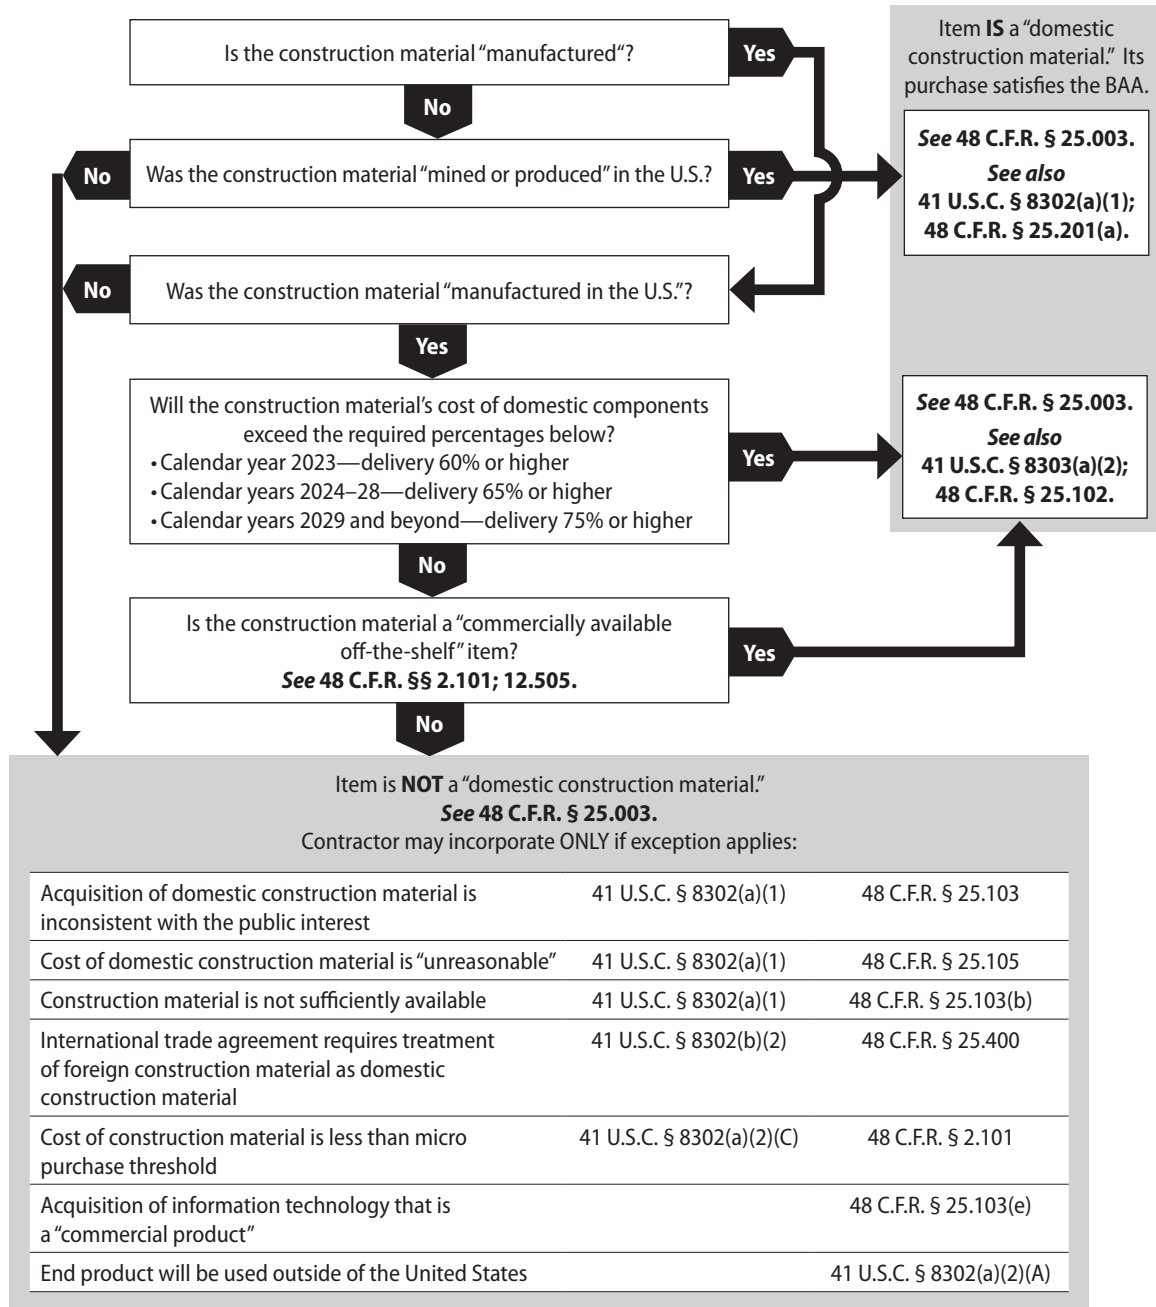 Is the construction material “manufactured“?
Yes
No
Item IS a “domestic
construction material.” Its
purchase satisfies the BAA.
No
Was the construction material “mined or produced” in the U.S.?
Yes
See 48 C.F.R. § 25.003.
See also
41 U.S.C. § 8302(a)(1);
48 C.F.R. § 25.201(a).
No
Was the construction material “manufactured in the U.S.”?
Yes
Will the construction material’s cost of domestic components
exceed the required percentages below?
• Calendar year 2023—delivery 60% or higher
• Calendar years 2024–28—delivery 65% or higher
• Calendar years 2029 and beyond—delivery 75% or higher
Yes
See 48 C.F.R. § 25.003.
See also
41 U.S.C. § 8303(a)(2);
48 C.F.R. § 25.102.
No
Is the construction material a “commercially available
off-the-shelf” item?
See 48 C.F.R. §§ 2.101; 12.505.
Yes
No
Item is NOT a “domestic construction material.”
See 48 C.F.R. § 25.003.
Contractor may incorporate ONLY if exception applies:
Acquisition of domestic construction material is 41 U.S.C. § 8302(a)(1) 48 C.F.R. § 25.103
inconsistent with the public interest
Cost of domestic construction material is “unreasonable” 41 U.S.C. § 8302(a)(1) 48 C.F.R. § 25.105
Construction material is not sufficiently available 41 U.S.C. § 8302(a)(1) 48 C.F.R. § 25.103(b)
International trade agreement requires treatment 41 U.S.C. § 8302(b)(2) 48 C.F.R. § 25.400
of foreign construction material as domestic
construction material
Cost of construction material is less than micro 41 U.S.C. § 8302(a)(2)(C) 48 C.F.R. § 2.101
purchase threshold
Acquisition of information technology that is 48 C.F.R. § 25.103(e)
a “commercial product”
End product will be used outside of the United States 41 U.S.C. § 8302(a)(2)(A)